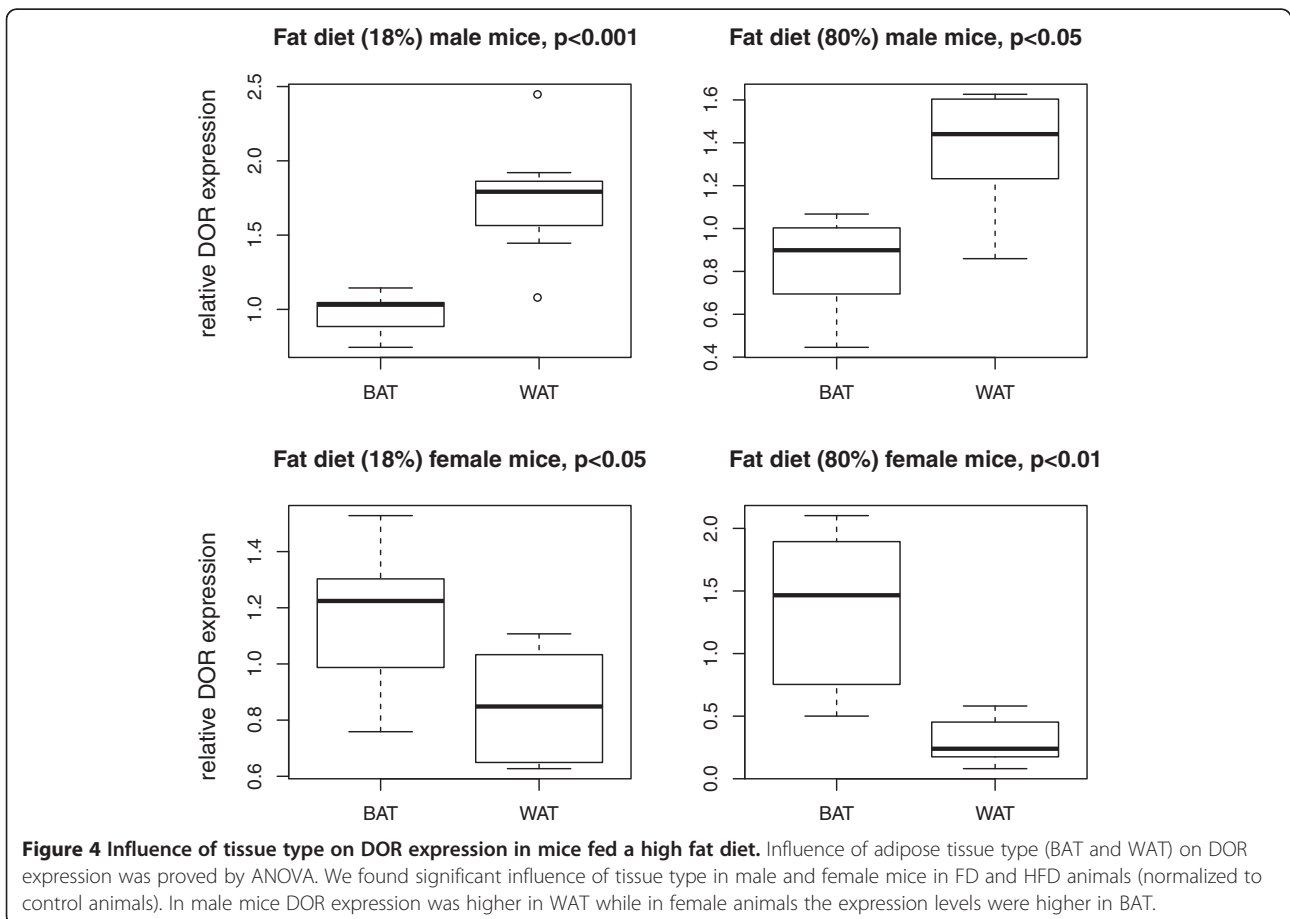 Fat diet (18%) male mice, p<0.001
relative DOR expression
2.5
2.0
1.5
1.0
BAT
WAT
Fat diet (80%) male mice, p<0.05
1.6
1.4
1.2
1.0
0.8
0.6
0.4
BAT
WAT
Fat diet (18%) female mice, p<0.05
relative DOR expression
1.4
1.2
1.0
0.8
0.6
BAT
WAT
Fat diet (80%) female mice, p<0.01
2.0
1.5
1.0
0.5
0.0
BAT
WAT
Figure 4 Influence of tissue type on DOR expression in mice fed a high fat diet. Influence of adipose tissue type (BAT and WAT) on DOR
expression was proved by ANOVA. We found significant influence of tissue type in male and female mice in FD and HFD animals (normalized to
control animals). In male mice DOR expression was higher in WAT while in female animals the expression levels were higher in BAT.